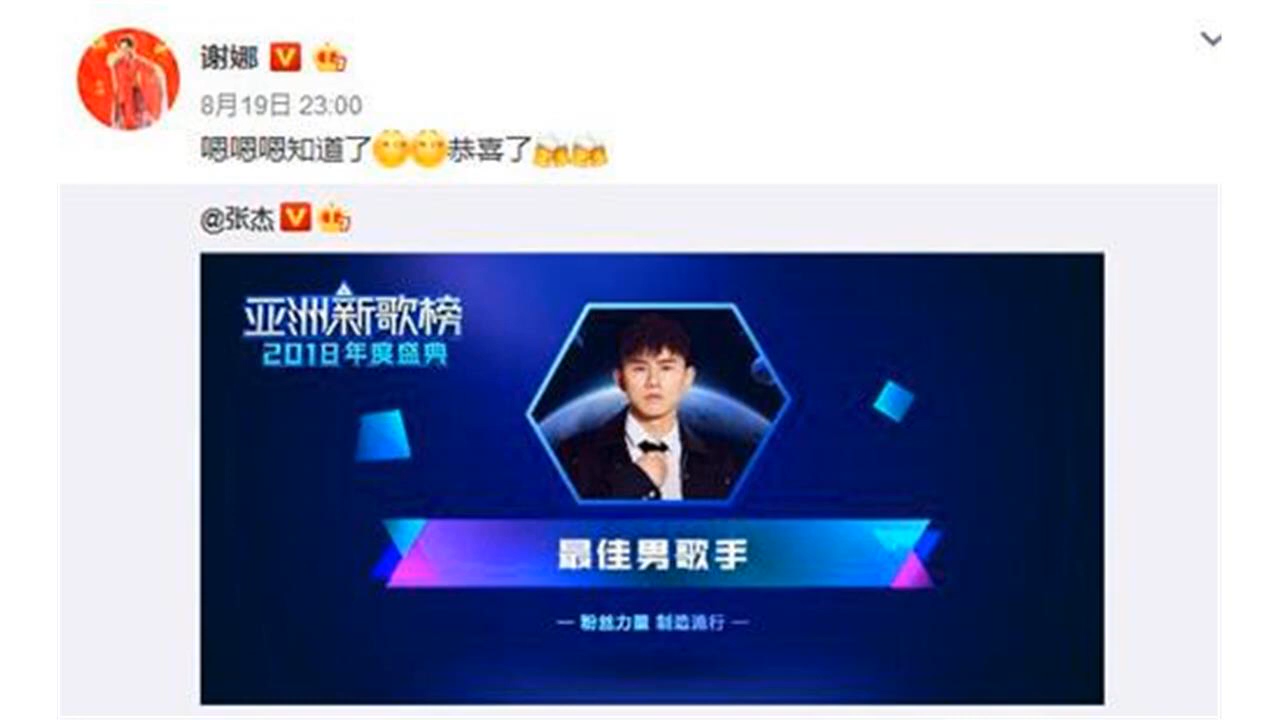 谢娜
8月19日 23:00
嗯嗯嗯知道了恭喜了
@张杰
亚洲新歌榜
2018年度盛典
最佳男歌手
— 粉丝力量 制造流行 —